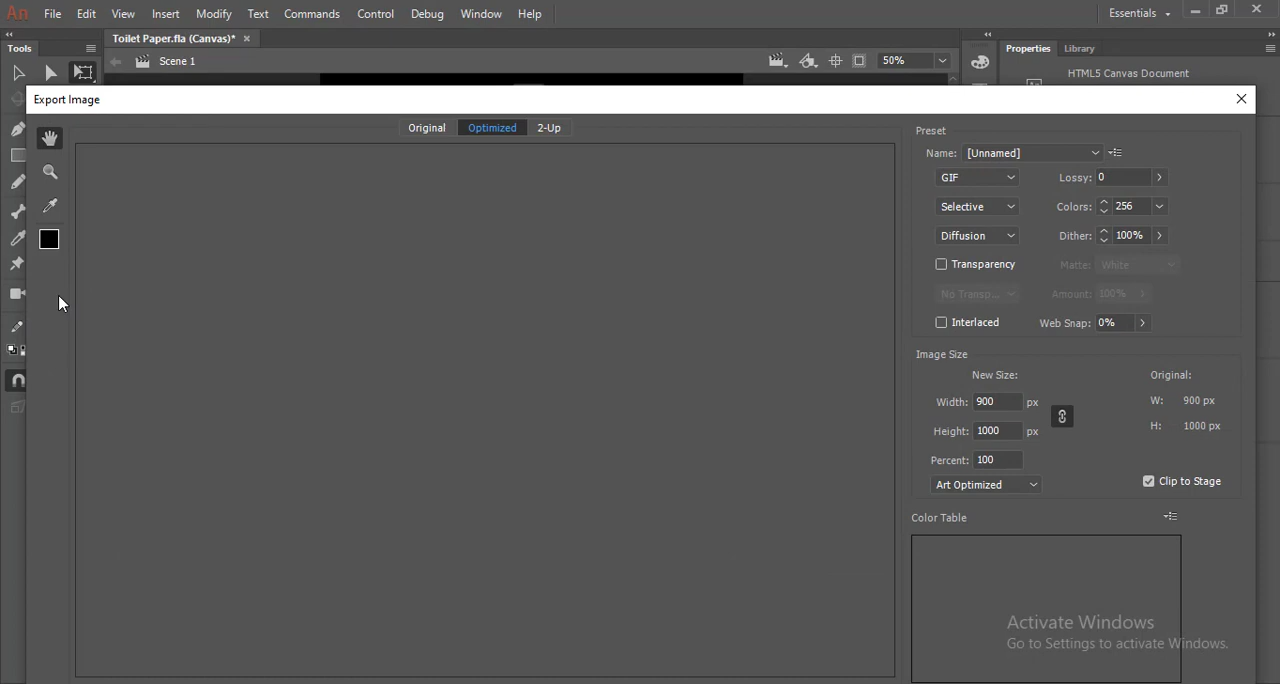 An File Edit View Insert Modify Text Commands Control Debug Window Help Essentials
Tools Toilet Paper.fla (Canvas)* Properties Library
Scene 1 50% HTML5 Canvas Document
Export Image
Original Optimized 2-Up
Preset
Name: [Unnamed]
GIF Lossy: 0
Selective Colors: 256
Diffusion Dither: 100%
Transparency Matte: White
No Transp... Amount: 100%
Interlaced Web Snap: 0%
Image Size
New Size: Original:
Width: 900 px W: 900 px
Height: 1000 px H: 1000 px
Percent: 100
Art Optimized Clip to Stage
Color Table
Activate Windows
Go to Settings to activate Windows.